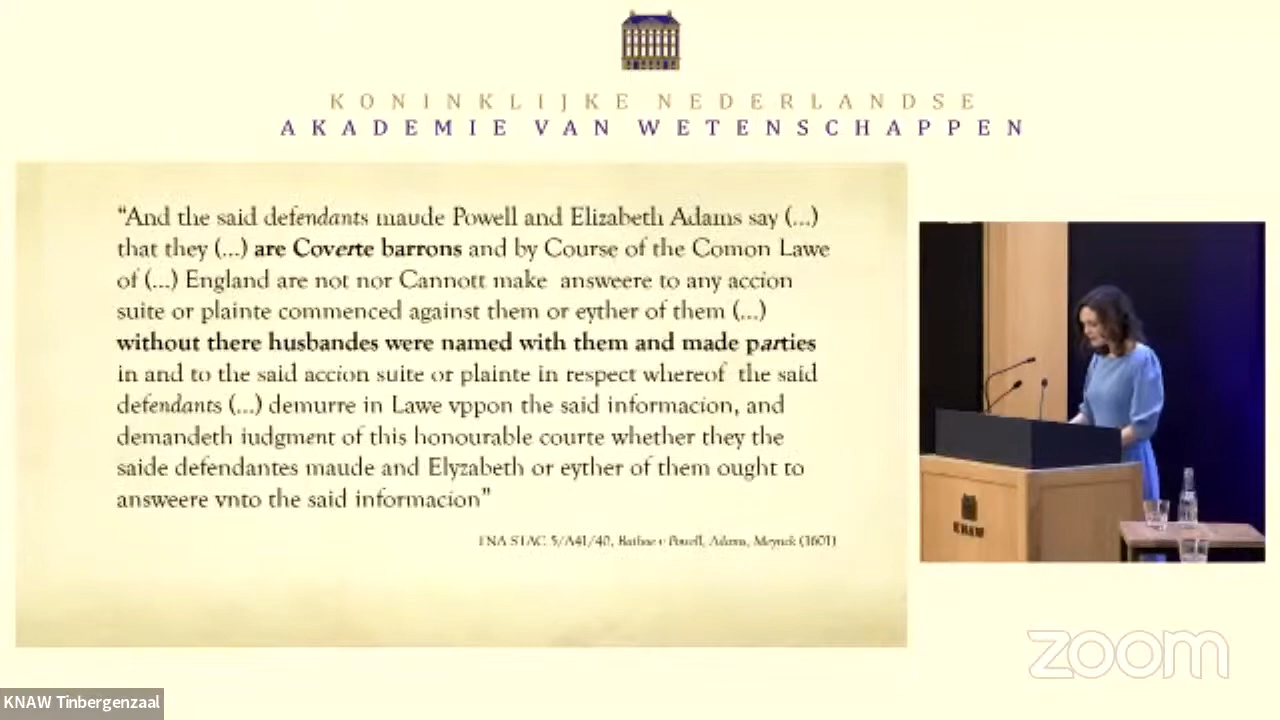 KONINKLIJKE NEDERLANDSE
AKADEMIE VAN WETENSCHAPPEN
“And the said defendants maude Powell and Elizabeth Adams say (...)
that they (...) are Coverte barrons and by Course of the Comon Lawe
of (...) England are not nor Cannott make answeere to any accion
suite or plainte commenced against them or eyther of them (...)
without there husbandes were named with them and made parties
in and to the said accion suite or plainte in respect whereof the said
defendants (...) demurre in Lawe vppon the said informacion, and
demandeth iudgment of this honourable courte whether they the
saide defendantes maude and Elyzabeth or eyther of them ought to
answeere vnto the said informacion”
TNA STAC 5/A41/40, v Powell, Adams, (1601)
KNAW
zoom
KNAW Tinbergenzaal